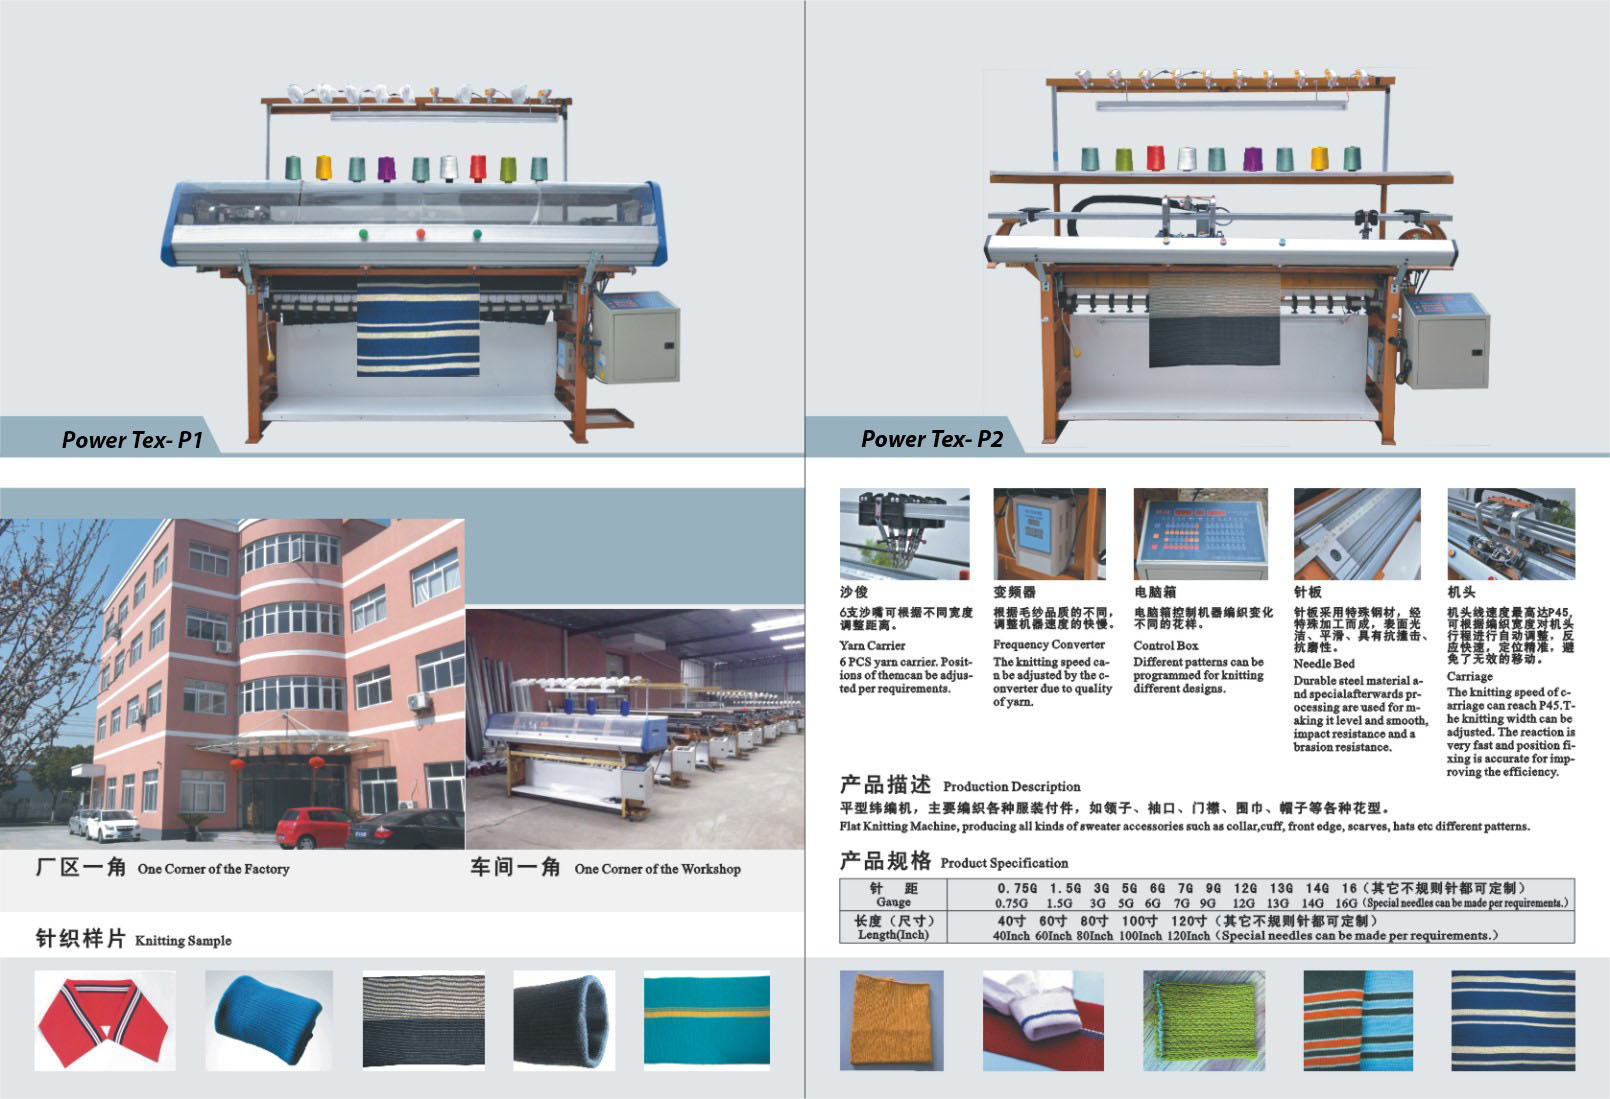 Power Tex- P1
Power Tex- P2
厂区一角 One Corner of the Factory
车间一角 One Corner of the Workshop
针织样片 Knitting Sample
沙俊
6支沙嘴可根据不同宽度
调整距离。
Yarn Carrier
6 PCS yarn carrier. Posit-
ions of themcan be adjus-
ted per requirements.
变频器
根据毛纱品质的不同,
调整机器速度的快慢。
Frequency Converter
The knitting speed ca-
n be adjusted by the c-
onverter due to quality
of yarn.
电脑箱
电脑箱控制机器编织变化
不同的花样。
Control Box
Different patterns can be
programmed for knitting
different designs.
针板
针板采用特殊钢材，经
特殊加工而成，表面光
洁、平滑、具有抗撞击、
抗磨性。
Needle Bed
Durable steel material a-
nd specialafterwards pr-
ocessing are used for m-
aking it level and smooth,
impact resistance and a
brasion resistance.
机头
机头线速度最高达P45,
可根据编织宽度对机头
行程进行自动调整，反
应快速，定位精准，避
免了无效的移动。
Carriage
The knitting speed of c-
arriage can reach P45.T-
he knitting width can be
adjusted. The reaction is
very fast and position fi-
xing is accurate for imp-
roving the efficiency.
产品描述 Production Description
平型纬编机，主要编织各种服装付件，如领子、袖口、门襟、围巾、帽子等各种花型。
Flat Knitting Machine, producing all kinds of sweater accessories such as collar,cuff, front edge, scarves, hats etc different patterns.
产品规格 Product Specification
针 距 0.75G 1.5G 3G 5G 6G 7G 9G 12G 13G 14G 16（其它不规则针都可定制）
Gauge 0.75G 1.5G 3G 5G 6G 7G 9G 12G 13G 14G 16G（Special needles can be made per requirements.）
长度（尺寸） 40寸 60寸 80寸 100寸 120寸（其它不规则针都可定制）
Length(Inch) 40Inch 60Inch 80Inch 100Inch 120Inch（Special needles can be made per requirements.）